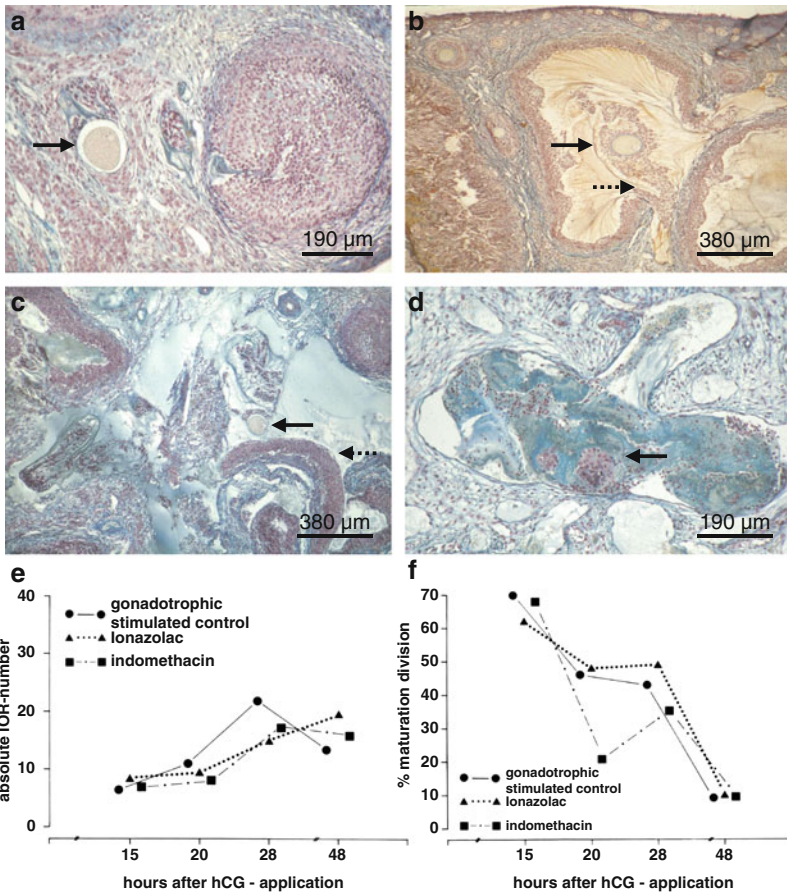 a
190 µm
b
380 µm
c
380 µm
d
190 µm
e
absolute IOR-number
40
30
20
10
0
gonadotrophic
stimulated control
lonazolac
indomethacin
15 20 28 48
hours after hCG - application
f
% maturation division
70
60
50
40
30
20
10
0
gonadotrophic
stimulated control
lonazolac
indomethacin
15 20 28 48
hours after hCG - application